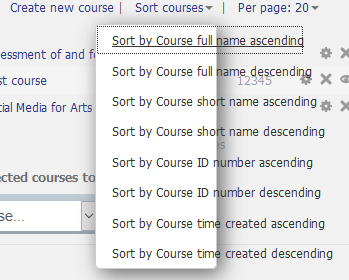 Create new course | Sort courses | Per page: 20
Sort by Course full name ascending
essment of and fo
Sort by Course full name descending
st course 12345
Sort by Course short name ascending
ial Media for Arts
Sort by Course short name descending
es
Sort by Course ID number ascending
ected courses to
Sort by Course ID number descending
se...
Sort by Course time created ascending
Sort by Course time created descending